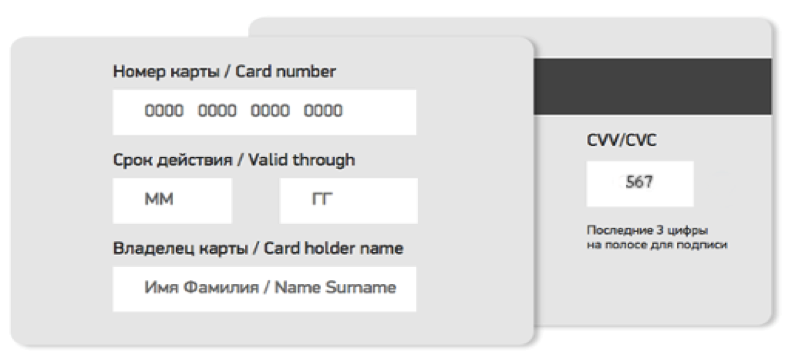 Номер карты / Card number
0000 0000 0000 0000
Срок действия / Valid through
ММ ГГ
Владелец карты / Card holder name
Имя Фамилия / Name Surname
CVV/CVC
567
Последние 3 цифры
на полосе для подписи